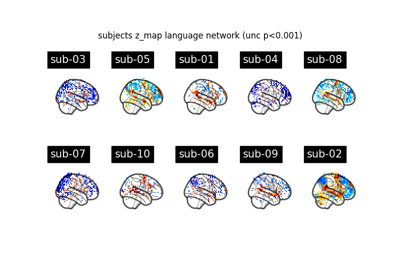 subjects z_map language network (unc p<0.001)
sub-03 sub-05 sub-01 sub-04 sub-08
sub-07 sub-10 sub-06 sub-09 sub-02